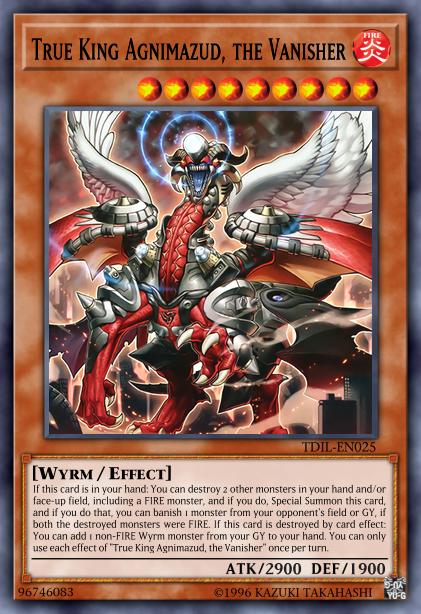 TRUE KING AGNIMAZUD, THE VANISHER
FIRE
炎
TDIL-EN025
[WYRM / EFFECT]
If this card is in your hand: You can destroy 2 other monsters in your hand and/or
face-up field, including a FIRE monster, and if you do, Special Summon this card,
and if you do that, you can banish 1 monster from your opponent's field or GY, if
both the destroyed monsters were FIRE. If this card is destroyed by card effect:
You can add 1 non-FIRE Wyrm monster from your GY to your hand. You can only
use each effect of "True King Agnimazud, the Vanisher" once per turn.
ATK/2900 DEF/1900
96746083
©1996 KAZUKI TAKAHASHI